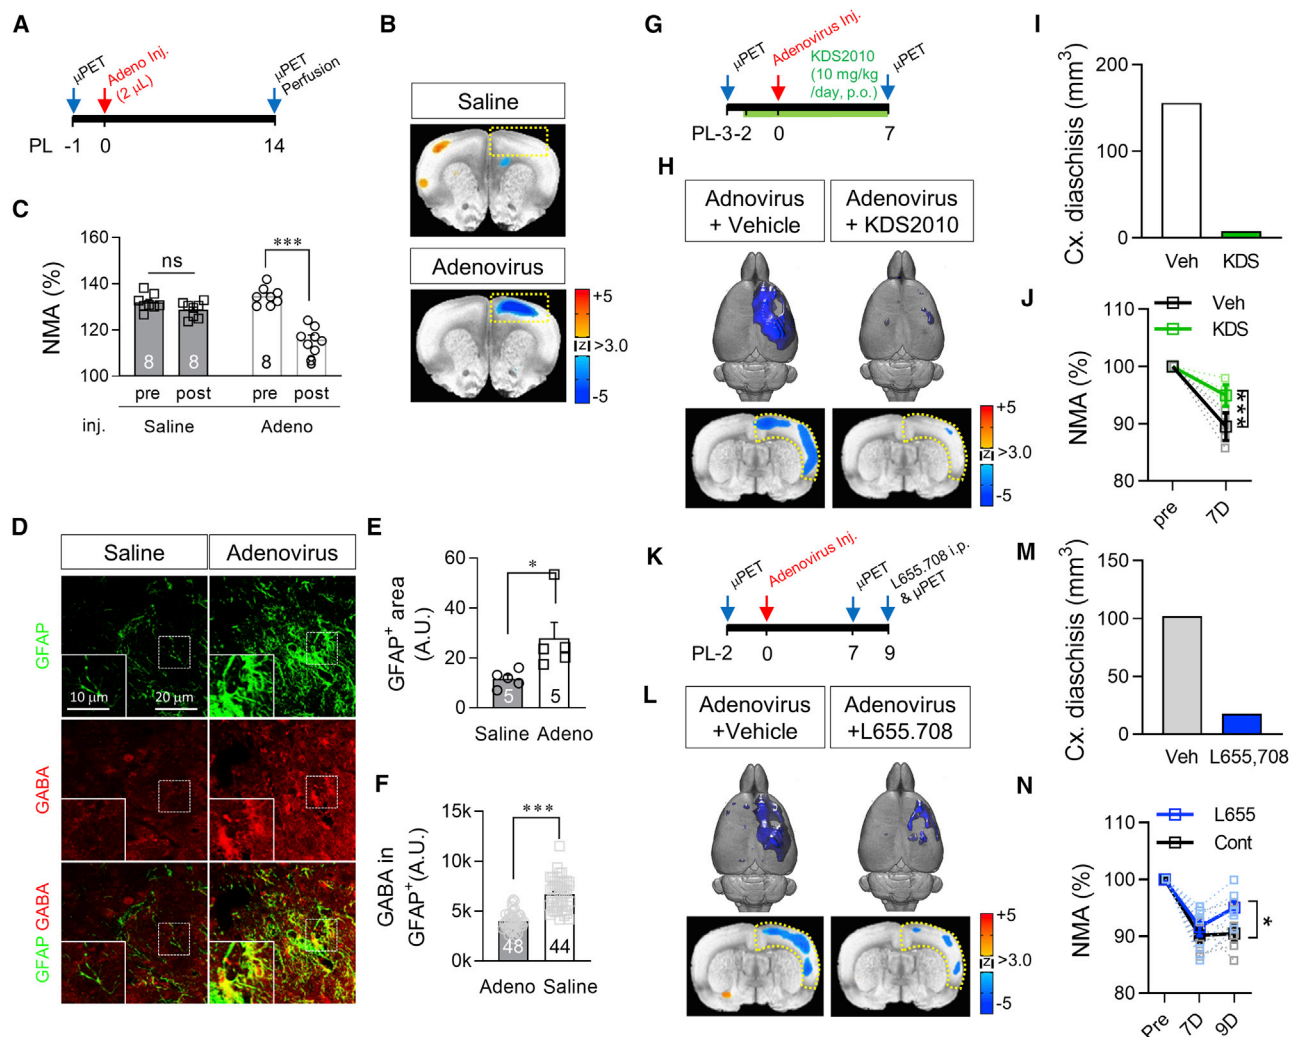 A
μPET
Adeno Inj.
(2 μL)
μPET
Perfusion
PL -1 0 14
B
Saline
Adenovirus
+5
|Z| >3.0
-5
C
NMA (%)
160
140
120
100
ns
***
8 8 8 8
pre post pre post
inj. Saline Adeno
D
Saline Adenovirus
GFAP
10 μm 20 μm
GABA
GFAP GABA
E
GFAP+ area
(A.U.)
60
40
20
0
*
5 5
Saline Adeno
F
GABA in
GFAP+(A.U.)
15k
10k
5k
0k
***
48 44
Adeno Saline
G
μPET
Adenovirus Inj.
KDS2010
(10 mg/kg
/day, p.o.)
μPET
PL-3 -2 0 7
H
Adnovirus
+ Vehicle
Adenovirus
+ KDS2010
+5
|Z| >3.0
-5
I
Cx. diaschisis (mm3)
200
100
0
Veh KDS
J
Veh
KDS
NMA (%)
110
100
90
80
***
pre 7D
K
μPET
Adenovirus Inj.
μPET
L655.708 i.p.
& μPET
PL-2 0 7 9
L
Adenovirus
+Vehicle
Adenovirus
+L655.708
+5
|Z| >3.0
-5
M
Cx. diaschisis (mm3)
150
100
50
0
Veh L655,708
N
L655
Cont
NMA (%)
110
100
90
80
*
Pre 7D 9D